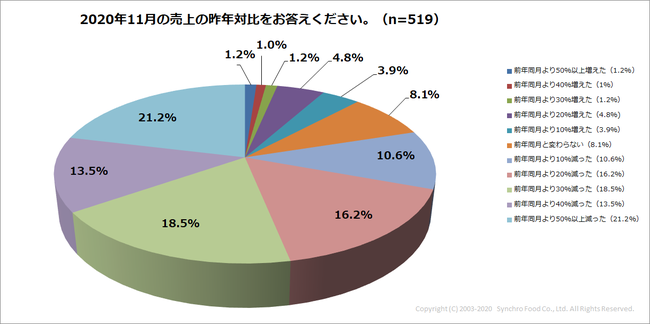 2020年11月の売上の昨年対比をお答えください。（n=519）
1.2%
1.0%
1.2%
4.8%
3.9%
8.1%
10.6%
16.2%
18.5%
13.5%
21.2%
前年同月より50%以上増えた（1.2%）
前年同月より40%増えた（1%）
前年同月より30%増えた（1.2%）
前年同月より20%増えた（4.8%）
前年同月より10%増えた（3.9%）
前年同月と変わらない（8.1%）
前年同月より10%減った（10.6%）
前年同月より20%減った（16.2%）
前年同月より30%減った（18.5%）
前年同月より40%減った（13.5%）
前年同月より50%以上減った（21.2%）
Copyright (C) 2003-2020 Synchro Food Co., Ltd. All Rights Reserved.